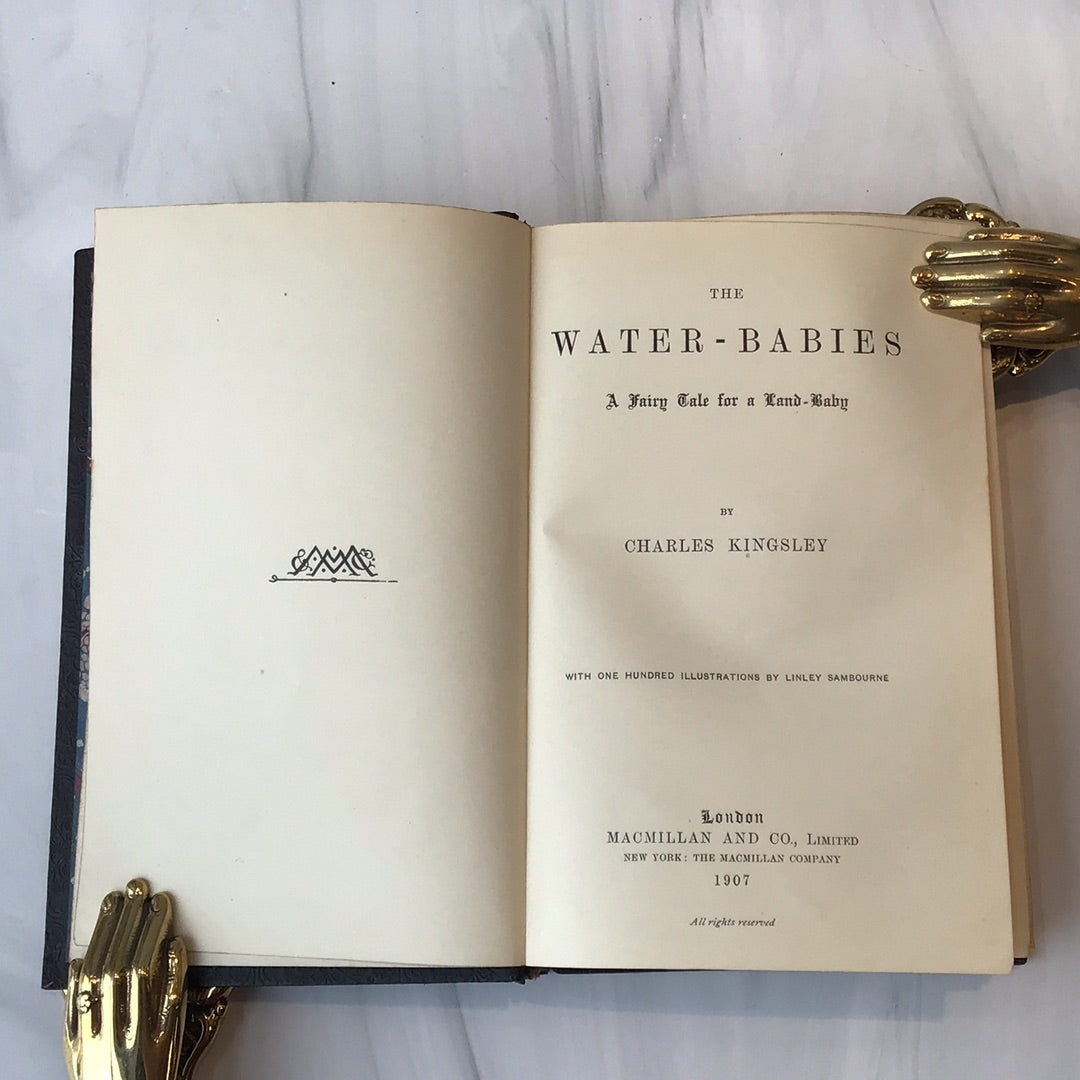 THE
WATER-BABIES
A Fairy Tale for a Land-Baby
BY
CHARLES KINGSLEY
WITH ONE HUNDRED ILLUSTRATIONS BY LINLEY SAMBOURNE
London
MACMILLAN AND CO., LIMITED
NEW YORK: THE MACMILLAN COMPANY
1907
All rights reserved